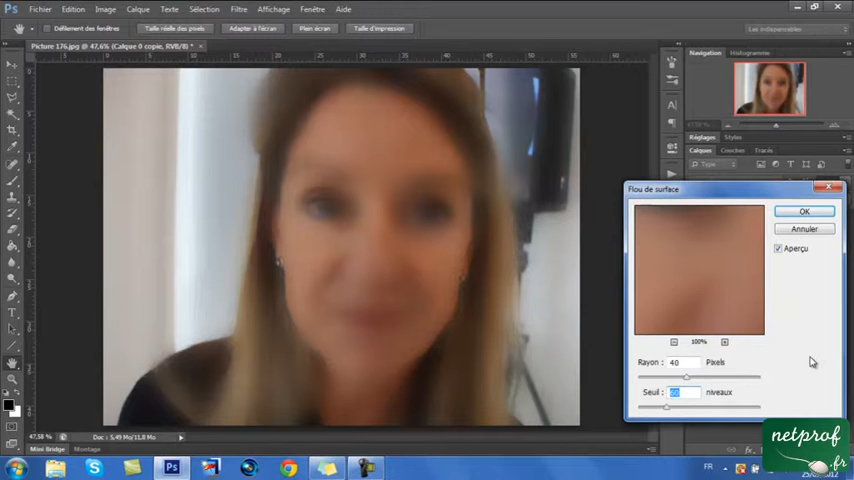 Ps Fichier Edition Image Calque Texte Sélection Filtre Affichage Fenêtre Aide
Défilement des fenêtres Taille réelle des pixels Adapter à l'écran Plein écran Taille d'impression Les indispensables
Picture 176.jpg @ 47,6% (Calque 0 copie, RVB/8) * ×
Navigation Histogramme
Réglages Styles
Calques Couches Tracés
Type
Flou de surface
OK
Annuler
Aperçu
100%
Rayon : 40 Pixels
Seuil : 60 niveaux
47,58 % Doc : 5,49 Mo/11,8 Mo
Mini Bridge Montage
FR
netprof
.fr